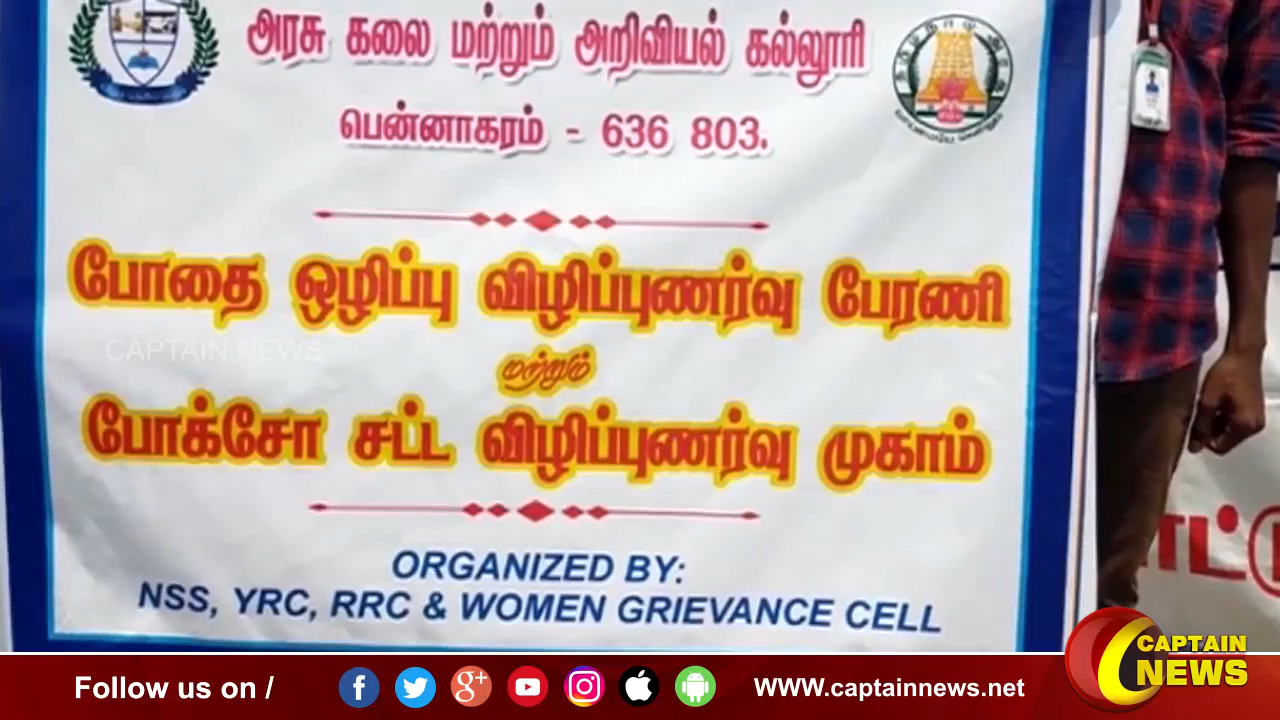 அரசு கலை மற்றும் அறிவியல் கல்லூரி
பென்னாகரம் - 636 803.
போதை ஒழிப்பு விழிப்புணர்வு பேரணி
மற்றும்
போக்சோ சட்ட விழிப்புணர்வு முகாம்
CAPTAIN NEWS
ORGANIZED BY:
NSS, YRC, RRC & WOMEN GRIEVANCE CELL
Follow us on /
WWW.captainnews.net
CAPTAIN
NEWS